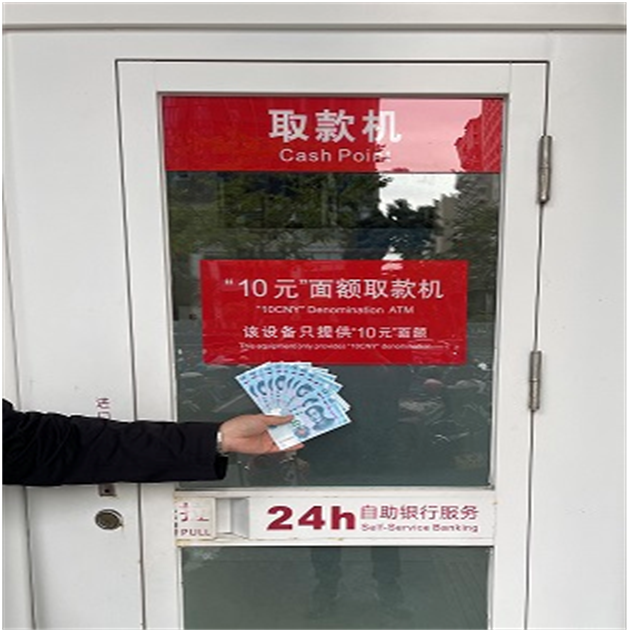 取款机
Cash Point
“10元”面额取款机
“10CNY” Denomination ATM
该设备只提供“10元”面额
This equipment only provides “10CNY” denomination
进
拉
PULL
24h 自助银行服务
Self-Service Banking